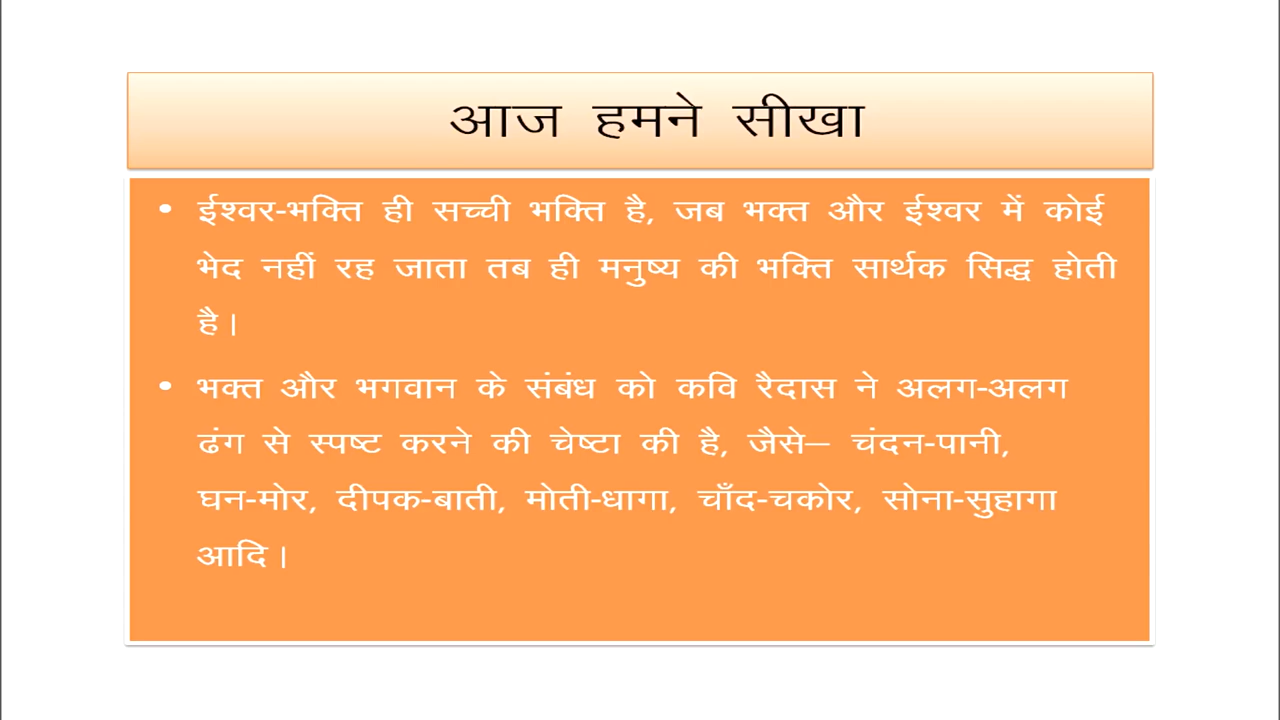 आज हमने सीखा
• ईश्वर-भक्ति ही सच्ची भक्ति है, जब भक्त और ईश्वर में कोई
भेद नहीं रह जाता तब ही मनुष्य की भक्ति सार्थक सिद्ध होती
है।
• भक्त और भगवान के संबंध को कवि रैदास ने अलग-अलग
ढंग से स्पष्ट करने की चेष्टा की है, जैसे– चंदन-पानी,
घन-मोर, दीपक-बाती, मोती-धागा, चाँद-चकोर, सोना-सुहागा
आदि।